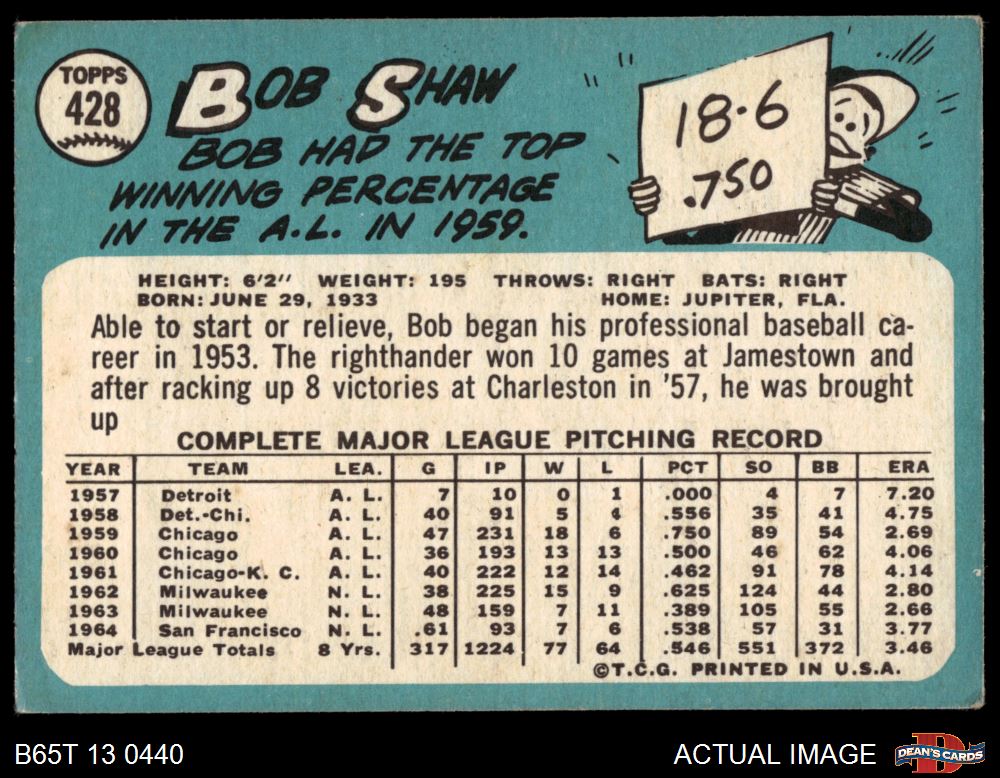 TOPPS
428
BOB SHAW
BOB HAD THE TOP
WINNING PERCENTAGE
IN THE A.L. IN 1959.
18-6
.750
HEIGHT: 6'2" WEIGHT: 195 THROWS: RIGHT BATS: RIGHT
BORN: JUNE 29, 1933 HOME: JUPITER, FLA.
Able to start or relieve, Bob began his professional baseball ca-
reer in 1953. The righthander won 10 games at Jamestown and
after racking up 8 victories at Charleston in '57, he was brought
up
COMPLETE MAJOR LEAGUE PITCHING RECORD
YEAR TEAM LEA. G IP W L PCT SO BB ERA
1957 Detroit A. L. 7 10 0 1 .000 4 7 7.20
1958 Det.-Chi. A. L. 40 91 5 4 .556 35 41 4.75
1959 Chicago A. L. 47 231 18 6 .750 89 54 2.69
1960 Chicago A. L. 36 193 13 13 .500 46 62 4.06
1961 Chicago-K. C. A. L. 40 222 12 14 .462 91 78 4.14
1962 Milwaukee N. L. 38 225 15 9 .625 124 44 2.80
1963 Milwaukee N. L. 48 159 7 11 .389 105 55 2.66
1964 San Francisco N. L. .61 93 7 6 .538 57 31 3.77
Major League Totals 8 Yrs. 317 1224 77 64 .546 551 372 3.46
©T.C.G. PRINTED IN U.S.A.
B65T 13 0440 ACTUAL IMAGE DEAN'S CARDS